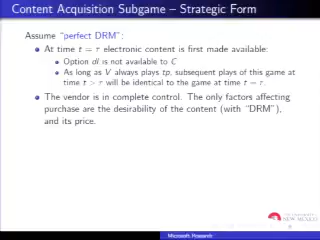 Content Acquisition Subgame – Strategic Form
Assume “perfect DRM”:
At time t = τ electronic content is first made available:
Option dl is not available to C
As long as V always plays tp, subsequent plays of this game at
time t > τ will be identical to the game at time t = τ.
The vendor is in complete control. The only factors affecting
purchase are the desirability of the content (with “DRM”),
and its price.
NEW MEXICO
Microsoft Research